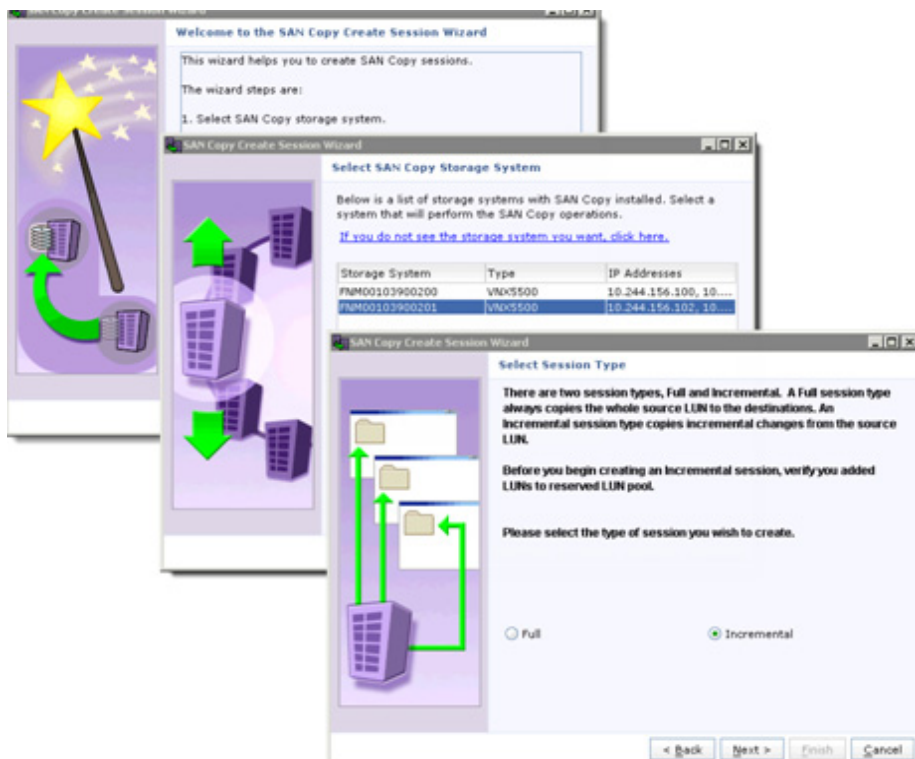 SAN Copy Create Session Wizard
Welcome to the SAN Copy Create Session Wizard
This wizard helps you to create SAN Copy sessions.
The wizard steps are:
1. Select SAN Copy storage system.
SAN Copy Create Session Wizard
Select SAN Copy Storage System
Below is a list of storage systems with SAN Copy installed. Select a
system that will perform the SAN Copy operations.
If you do not see the storage system you want, click here.
Storage System Type IP Addresses
FNM00103900200 VNX5500 10.244.156.100, 10....
FNM00103900201 VNX5500 10.244.156.102, 10....
SAN Copy Create Session Wizard
Select Session Type
There are two session types, Full and Incremental. A Full session type
always copies the whole source LUN to the destinations. An
Incremental session type copies incremental changes from the source
LUN.
Before you begin creating an Incremental session, verify you added
LUNs to reserved LUN pool.
Please select the type of session you wish to create.
Full Incremental
< Back Next > Finish Cancel